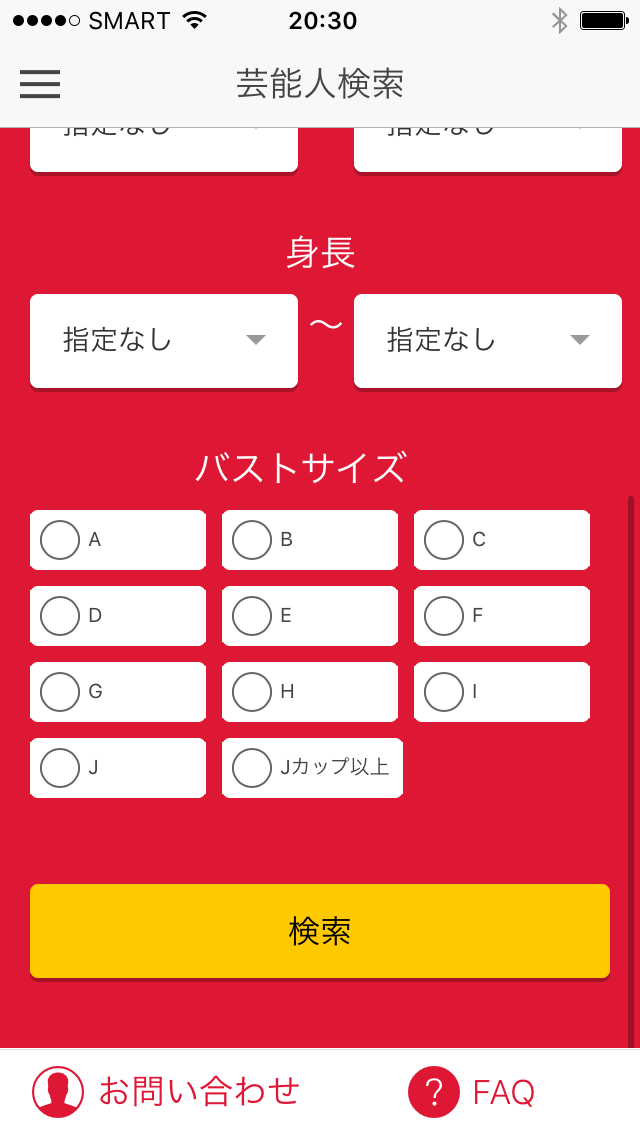 SMART 20:30
芸能人検索
指定なし 指定なし
身長
指定なし 〜 指定なし
バストサイズ
A B C
D E F
G H I
J Jカップ以上
検索
お問い合わせ ? FAQ